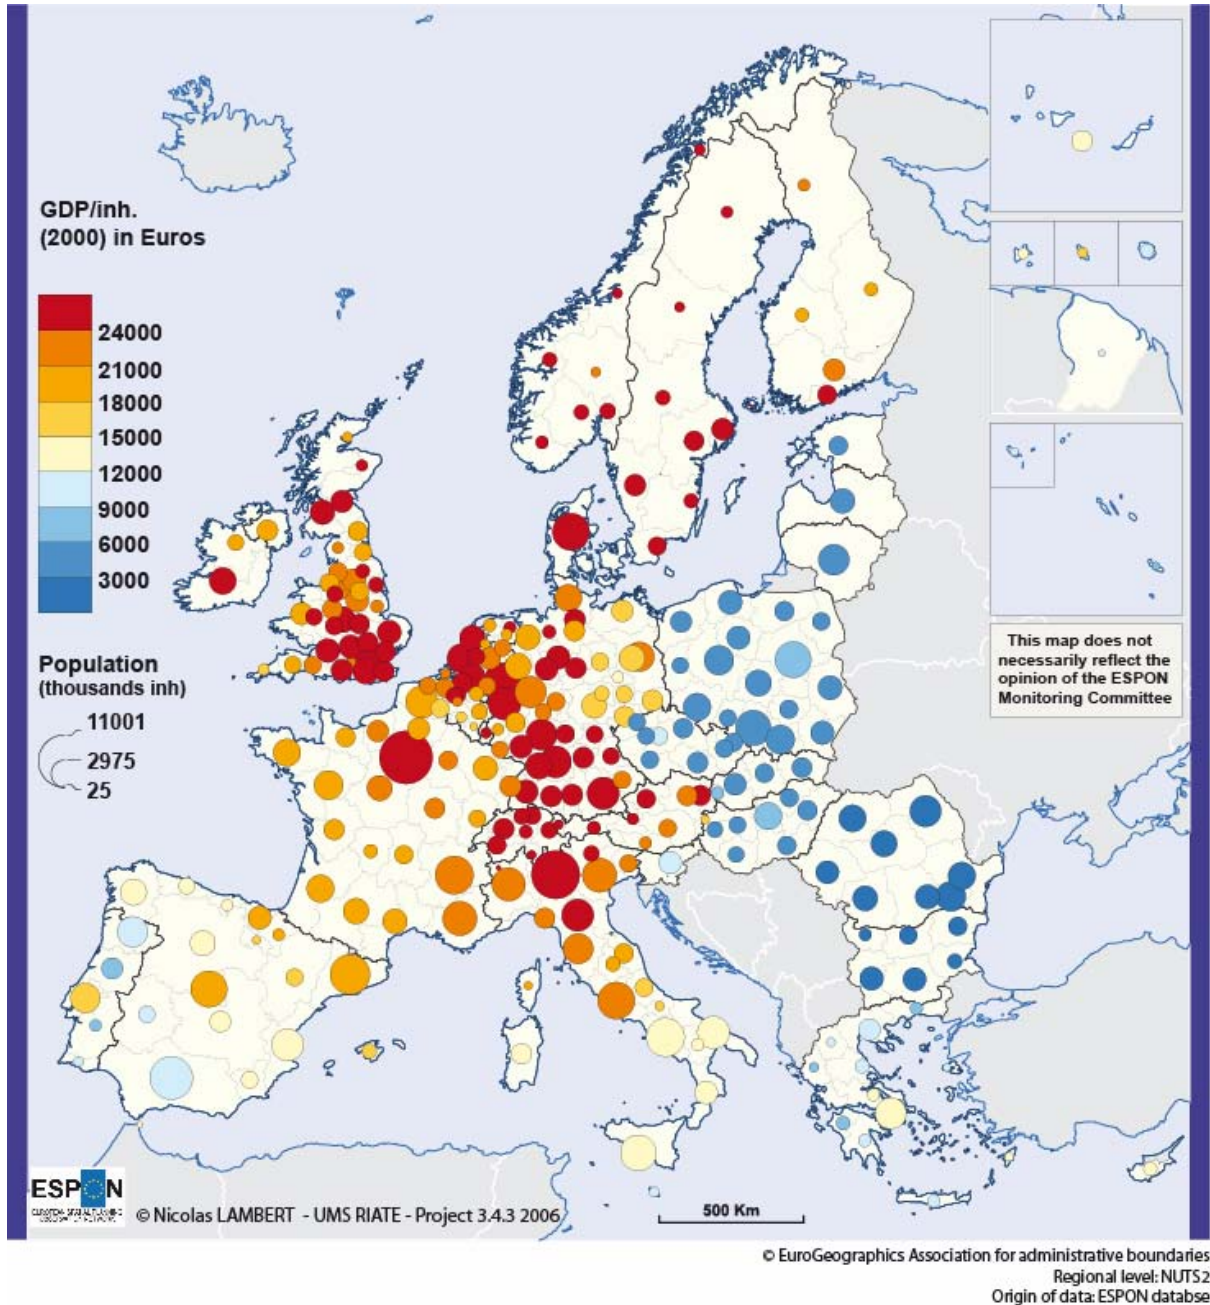 GDP/inh.
(2000) in Euros
24000
21000
18000
15000
12000
9000
6000
3000
Population
(thousands inh)
11001
2975
25
This map does not
necessarily reflect the
opinion of the ESPON
Monitoring Committee
ESPON
© Nicolas LAMBERT - UMS RIATE - Project 3.4.3 2006
500 Km
© EuroGeographics Association for administrative boundaries
Regional level: NUTS2
Origin of data: ESPON databse